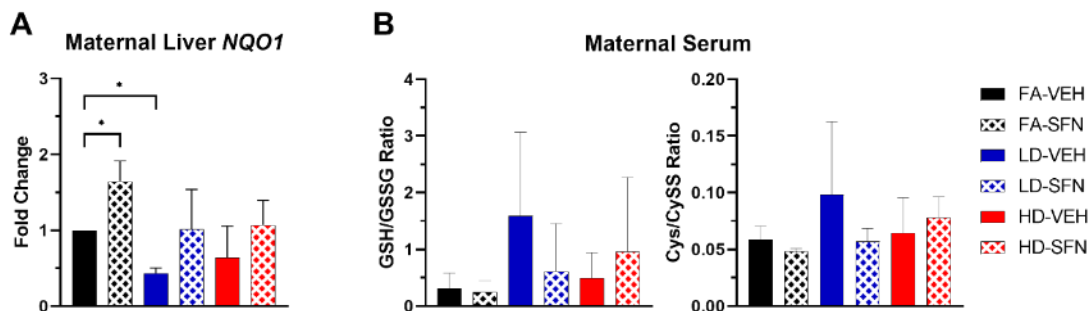 A
Maternal Liver NQO1
Fold Change
3
2
1
0
*
*
B
Maternal Serum
GSH/GSSG Ratio
4
3
2
1
0
Cys/CySS Ratio
0.20
0.15
0.10
0.05
0.00
FA-VEH
FA-SFN
LD-VEH
LD-SFN
HD-VEH
HD-SFN